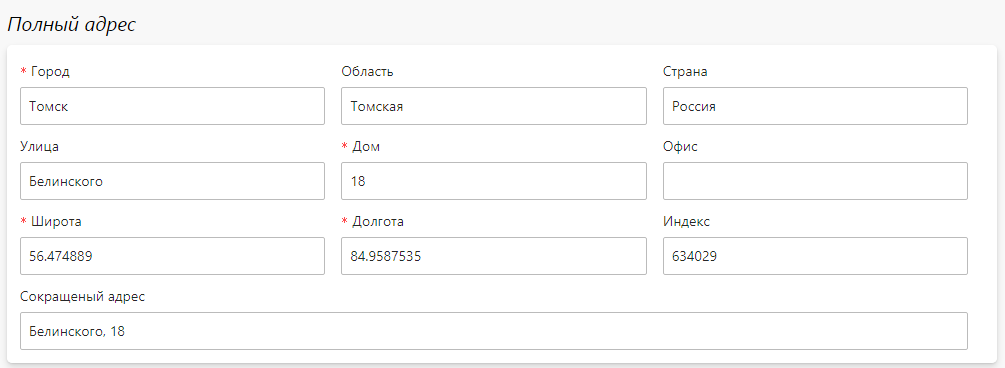 Полный адрес
* Город Область Страна
Томск Томская Россия
Улица * Дом Офис
Белинского 18
* Широта * Долгота Индекс
56.474889 84.9587535 634029
Сокращеный адрес
Белинского, 18